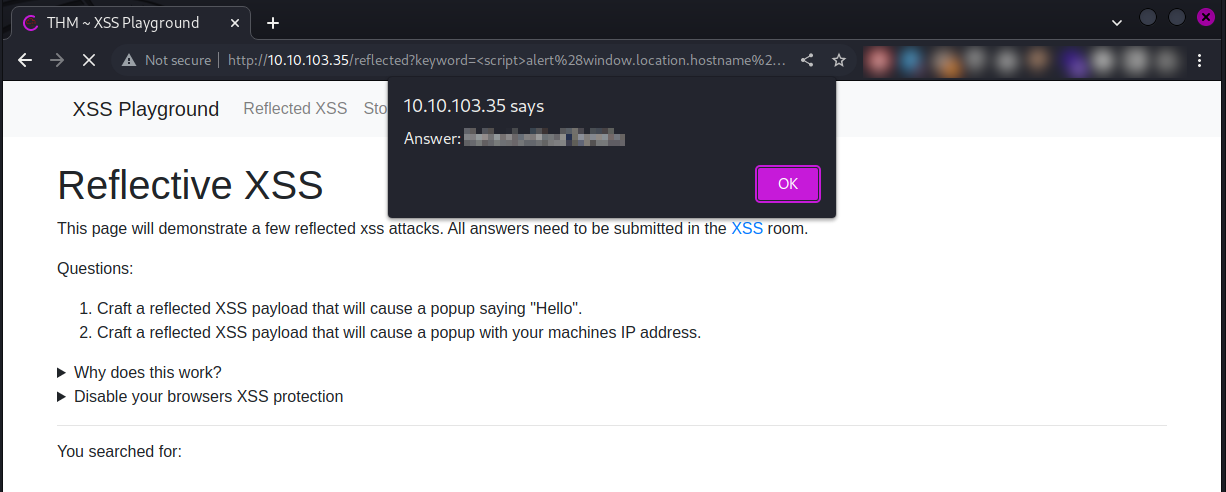 THM ~ XSS Playground
Not secure http://10.10.103.35/reflected?keyword=<script>alert%28window.location.hostname%2...
XSS Playground Reflected XSS Sto
10.10.103.35 says
Answer:
OK
Reflective XSS
This page will demonstrate a few reflected xss attacks. All answers need to be submitted in the XSS room.
Questions:
1. Craft a reflected XSS payload that will cause a popup saying "Hello".
2. Craft a reflected XSS payload that will cause a popup with your machines IP address.
Why does this work?
Disable your browsers XSS protection
You searched for: